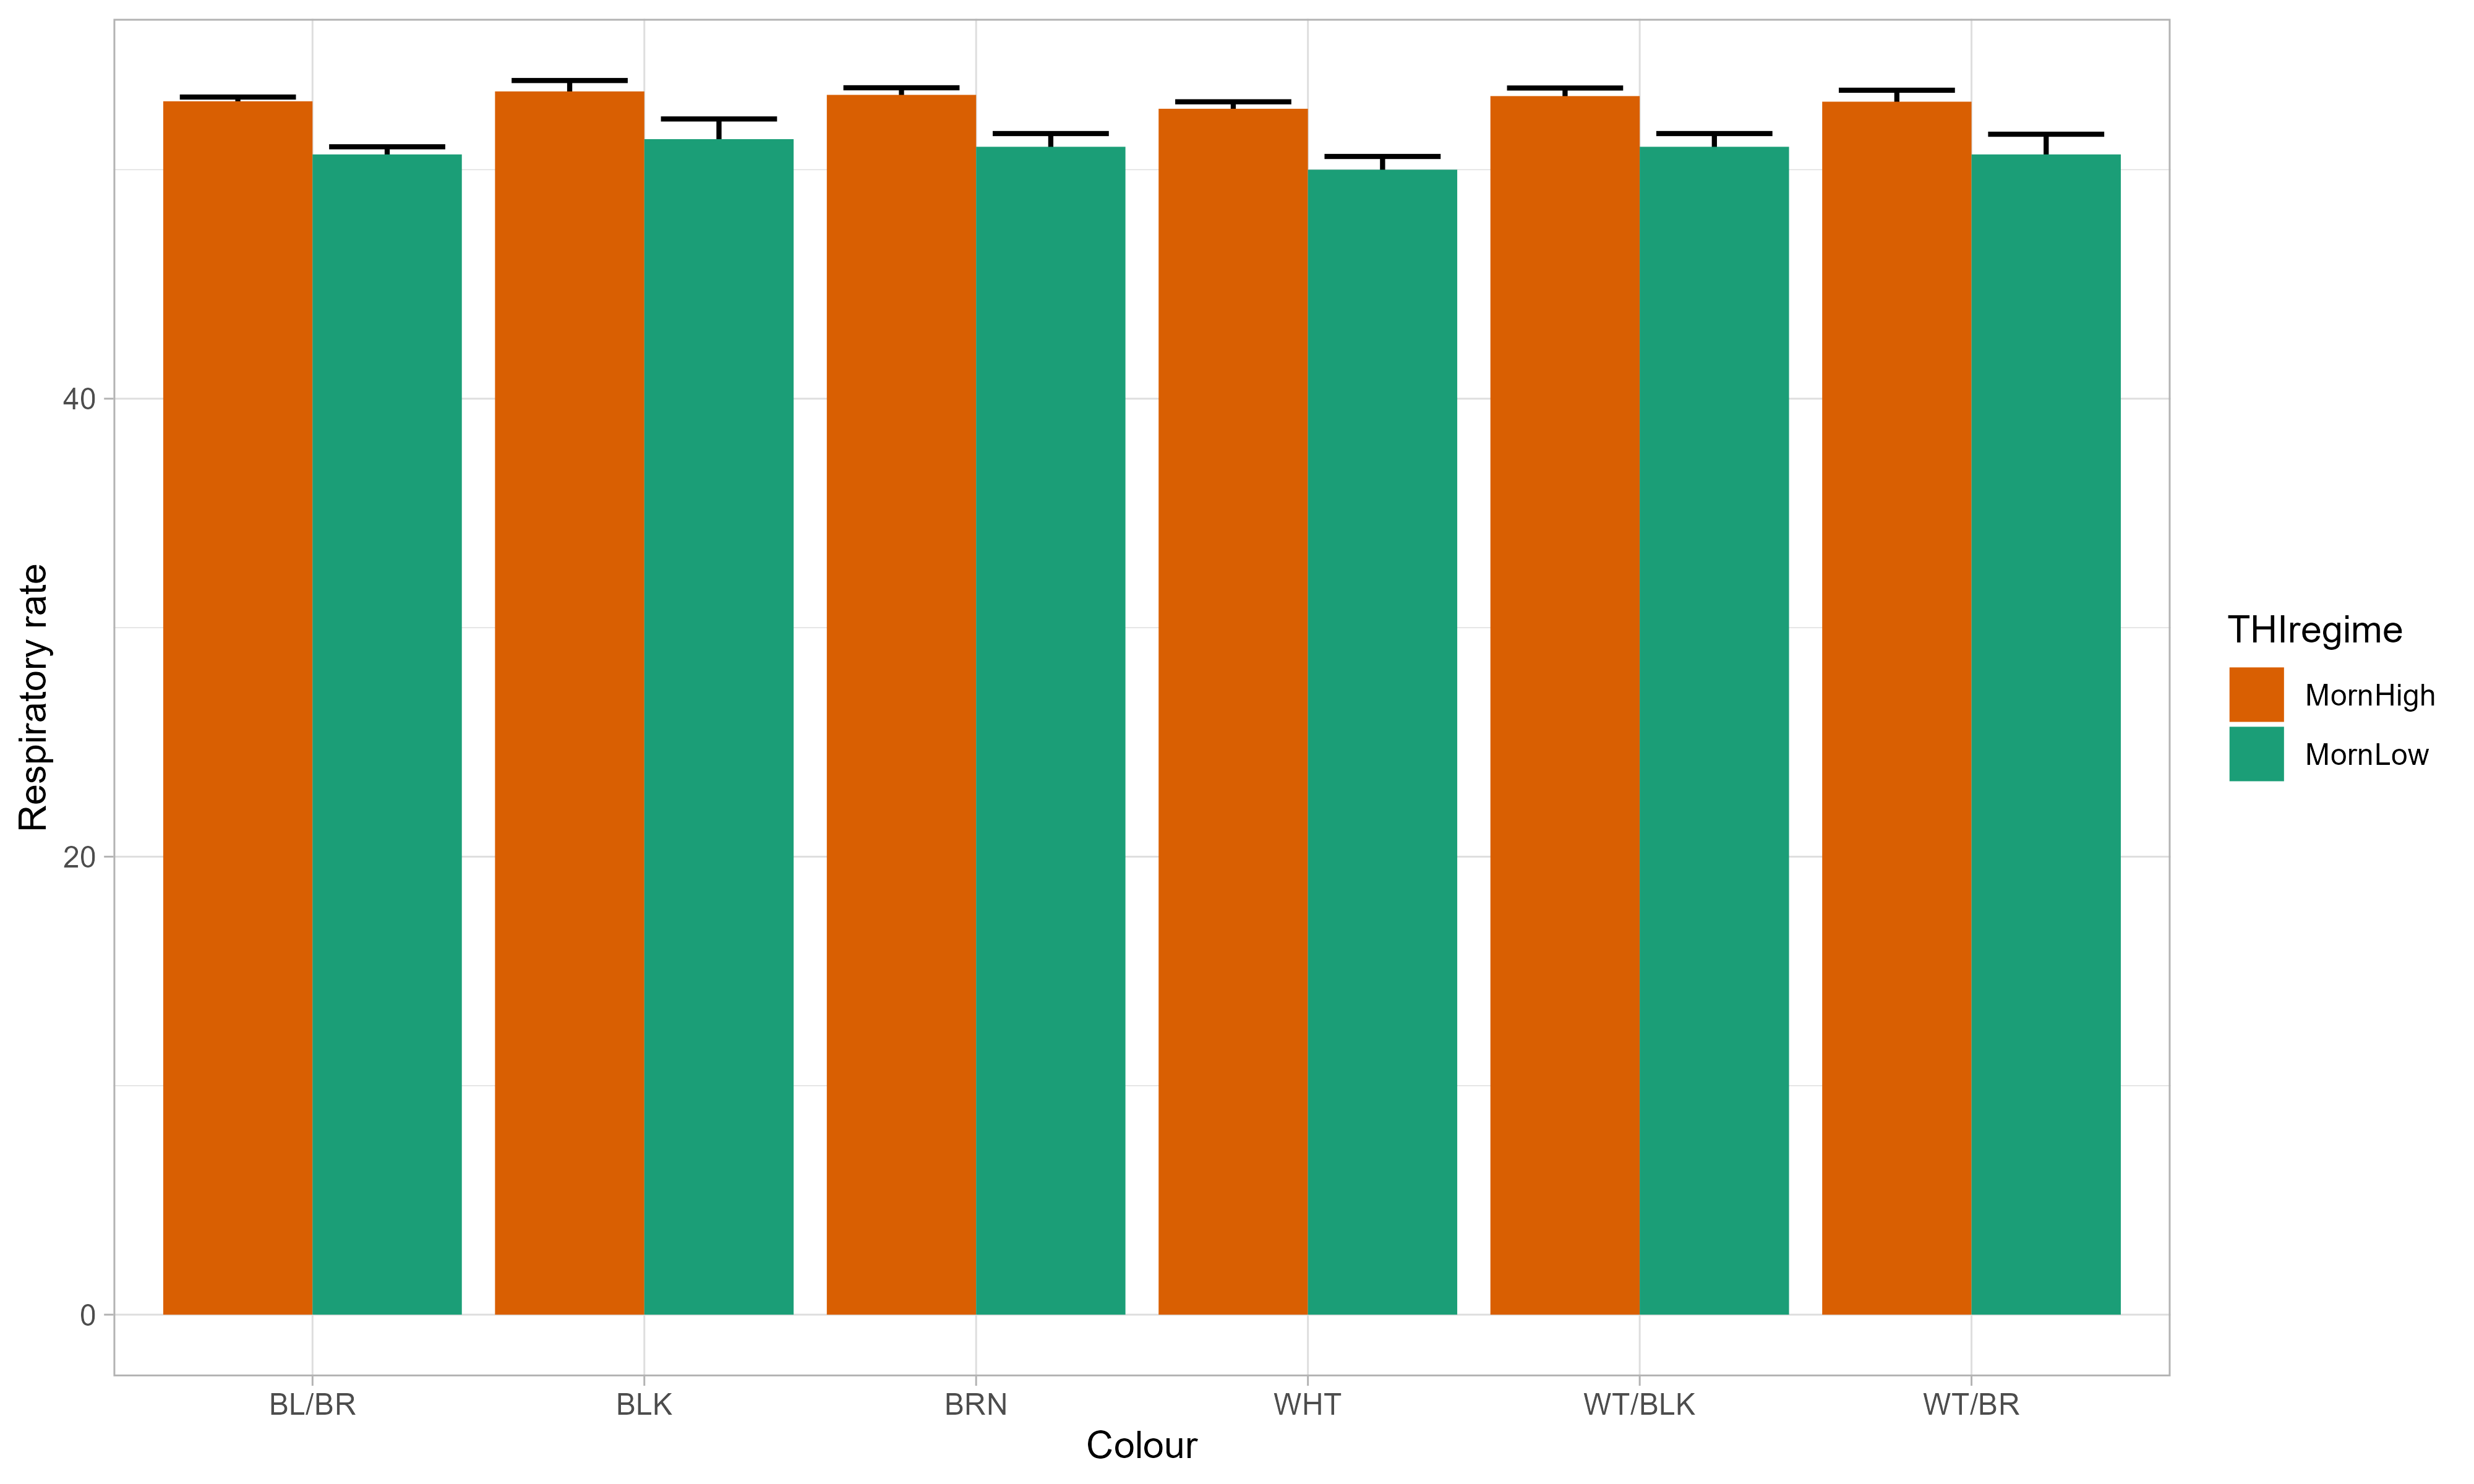 Respiratory rate
40
20
0
BL/BR BLK BRN WHT WT/BLK WT/BR
Colour
THIregime
MornHigh
MornLow